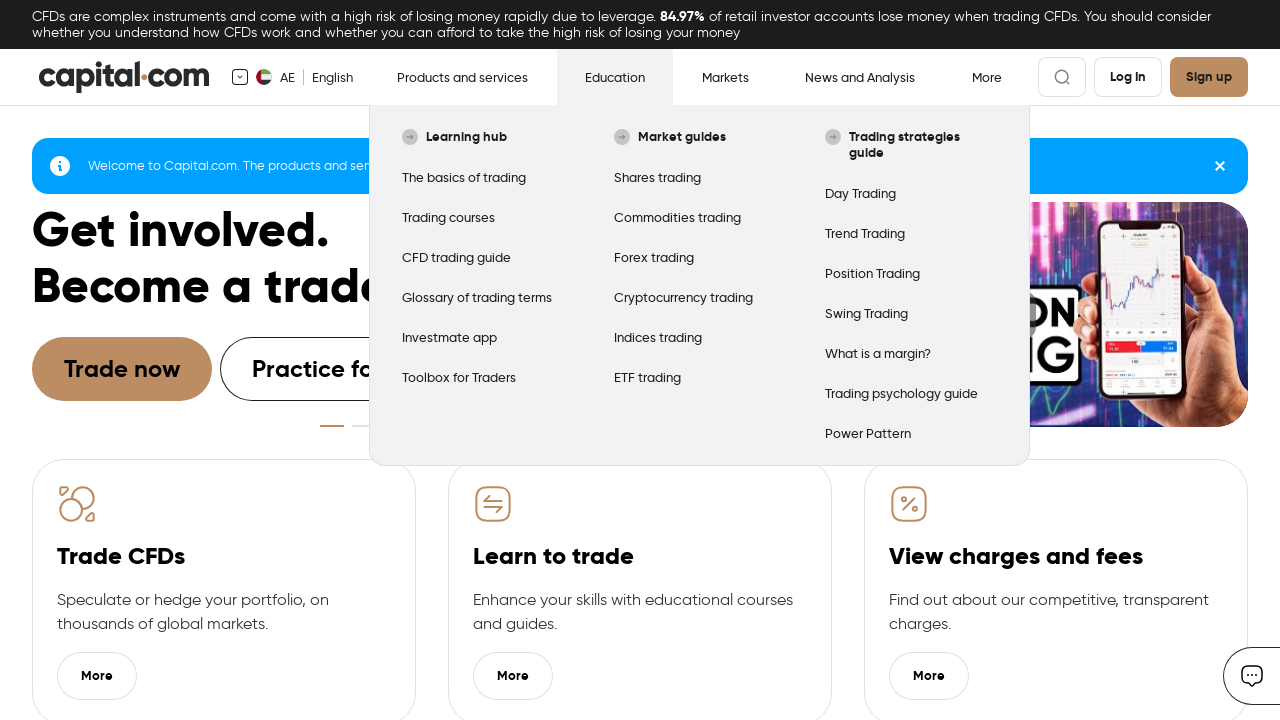 CFDs are complex instruments and come with a high risk of losing money rapidly due to leverage. 84.97% of retail investor accounts lose money when trading CFDs. You should consider
whether you understand how CFDs work and whether you can afford to take the high risk of losing your money
capital.com
AE
English
Products and services
Education
Markets
News and Analysis
More
Log In
Sign up
Learning hub
The basics of trading
Trading courses
CFD trading guide
Glossary of trading terms
Investmate app
Toolbox for Traders
Market guides
Shares trading
Commodities trading
Forex trading
Cryptocurrency trading
Indices trading
ETF trading
Trading strategies
guide
Day Trading
Trend Trading
Position Trading
Swing Trading
What is a margin?
Trading psychology guide
Power Pattern
Welcome to Capital.com. The products and
Get involved.
Become a
Trade now
Practice
Trade CFDs
Speculate or hedge your portfolio, on
thousands of global markets.
More
Learn to trade
Enhance your skills with educational courses
and guides.
More
View charges and fees
Find out about our competitive, transparent
charges.
More